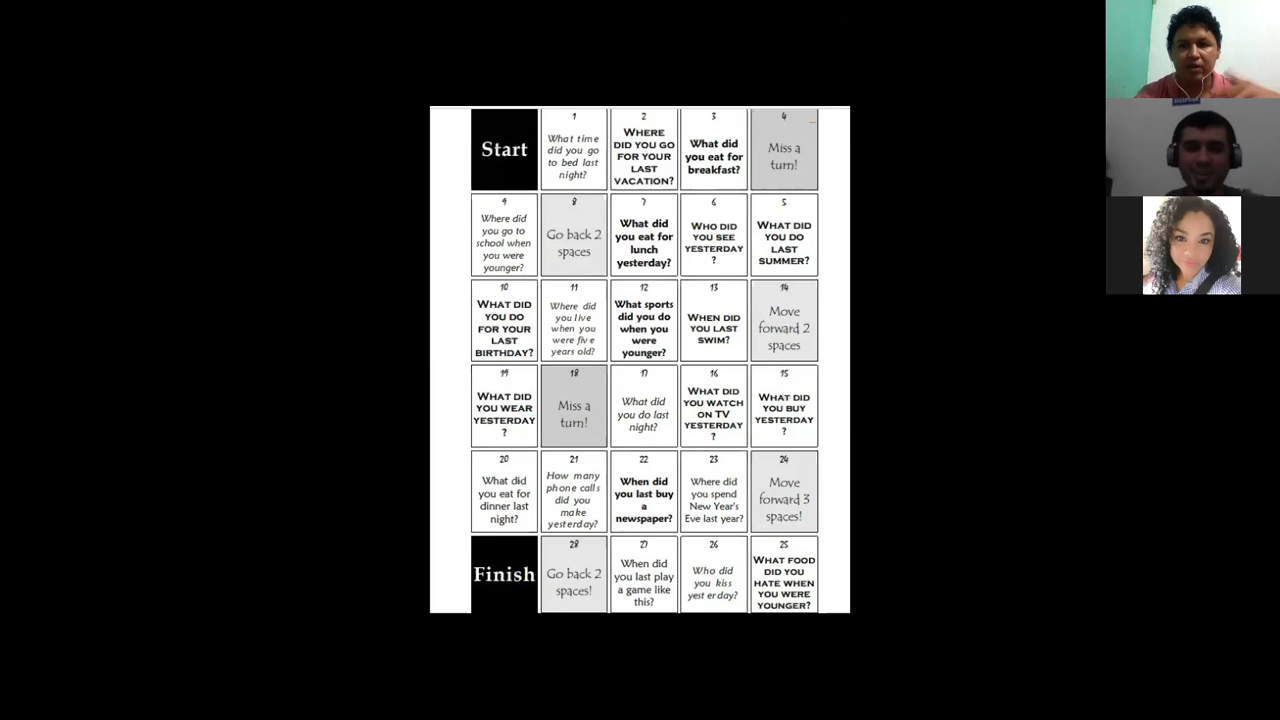 Start
1
What time
did you go
to bed last
night?
2
WHERE
DID YOU GO
FOR YOUR
LAST
VACATION?
3
What did
you eat for
breakfast?
4
Miss a
turn!
9
Where did
you go to
school when
you were
younger?
8
Go back 2
spaces
7
What did
you eat for
lunch
yesterday?
6
WHO DID
YOU SEE
YESTERDAY
?
5
WHAT DID
YOU DO
LAST
SUMMER?
10
WHAT DID
YOU DO
FOR YOUR
LAST
BIRTHDAY?
11
Where did
you live
when you
were five
years old?
12
What sports
did you do
when you
were
younger?
13
WHEN DID
YOU LAST
SWIM?
14
Move
forward 2
spaces
19
WHAT DID
YOU WEAR
YESTERDAY
?
18
Miss a
turn!
17
What did
you do last
night?
16
WHAT DID
YOU WATCH
ON TV
YESTERDAY
?
15
WHAT DID
YOU BUY
YESTERDAY
?
20
What did
you eat for
dinner last
night?
21
How many
phone calls
did you
make
yesterday?
22
When did
you last buy
a
newspaper?
23
Where did
you spend
New Year's
Eve last year?
24
Move
forward 3
spaces!
Finish
28
Go back 2
spaces!
27
When did
you last play
a game like
this?
26
Who did
you kiss
yesterday?
25
WHAT FOOD
DID YOU
HATE WHEN
YOU WERE
YOUNGER?